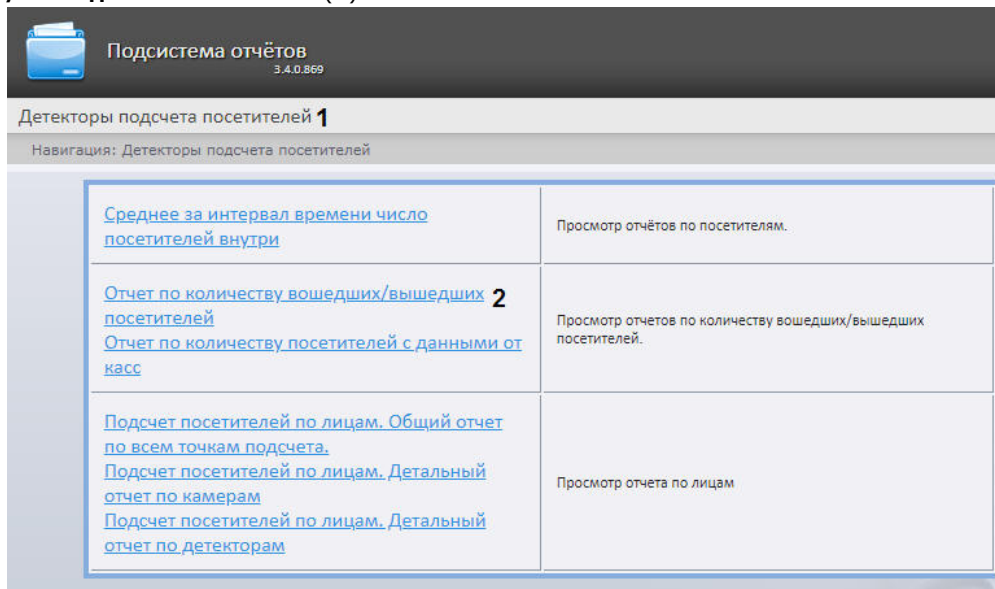 Подсистема отчётов
3.4.0.869
Детекторы подсчета посетителей 1
Навигация: Детекторы подсчета посетителей
Среднее за интервал времени число
посетителей внутри
Просмотр отчётов по посетителям.
Отчет по количеству вошедших/вышедших 2
посетителей
Отчет по количеству посетителей с данными от
касс
Просмотр отчетов по количеству вошедших/вышедших
посетителей.
Подсчет посетителей по лицам. Общий отчет
по всем точкам подсчета.
Подсчет посетителей по лицам. Детальный
отчет по камерам
Подсчет посетителей по лицам. Детальный
отчет по детекторам
Просмотр отчета по лицам